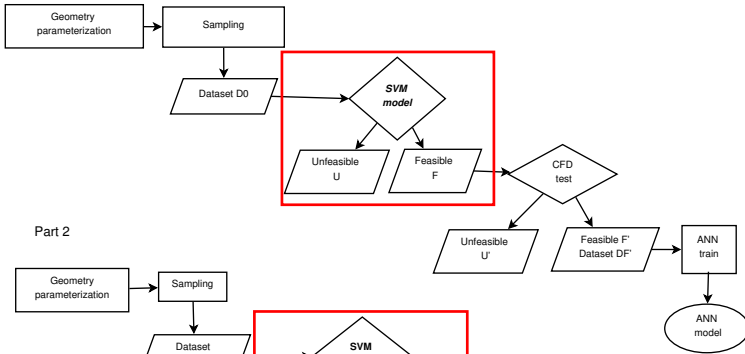 Geometry
parameterization
Sampling
Dataset D0
SVM
model
Unfeasible
U
Feasible
F
CFD
test
Unfeasible
U'
Feasible F'
Dataset DF'
ANN
train
ANN
model
Part 2
Geometry
parameterization
Sampling
Dataset
SVM